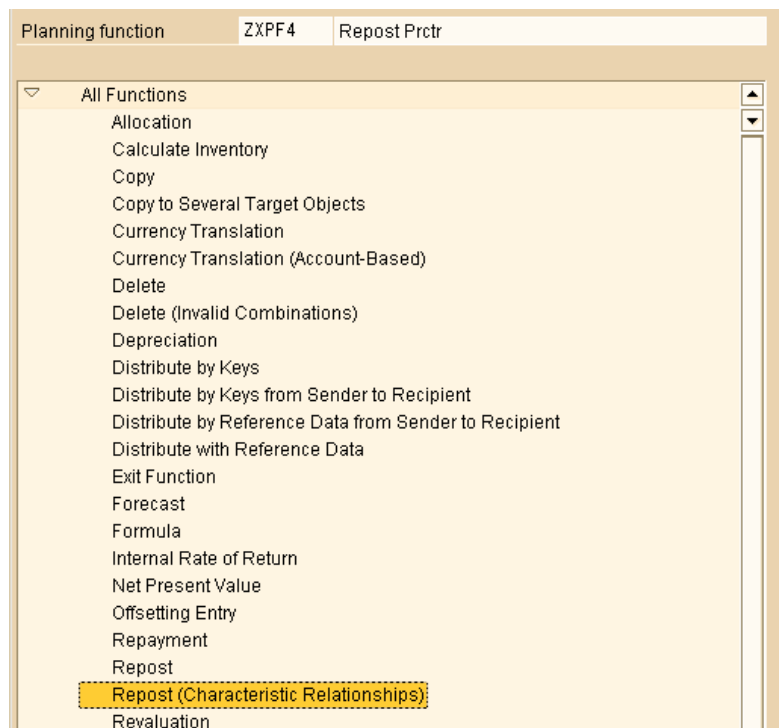 Planning function ZXPF4 Repost Prctr
All Functions
Allocation
Calculate Inventory
Copy
Copy to Several Target Objects
Currency Translation
Currency Translation (Account-Based)
Delete
Delete (Invalid Combinations)
Depreciation
Distribute by Keys
Distribute by Keys from Sender to Recipient
Distribute by Reference Data from Sender to Recipient
Distribute with Reference Data
Exit Function
Forecast
Formula
Internal Rate of Return
Net Present Value
Offsetting Entry
Repayment
Repost
Repost (Characteristic Relationships)
Revaluation